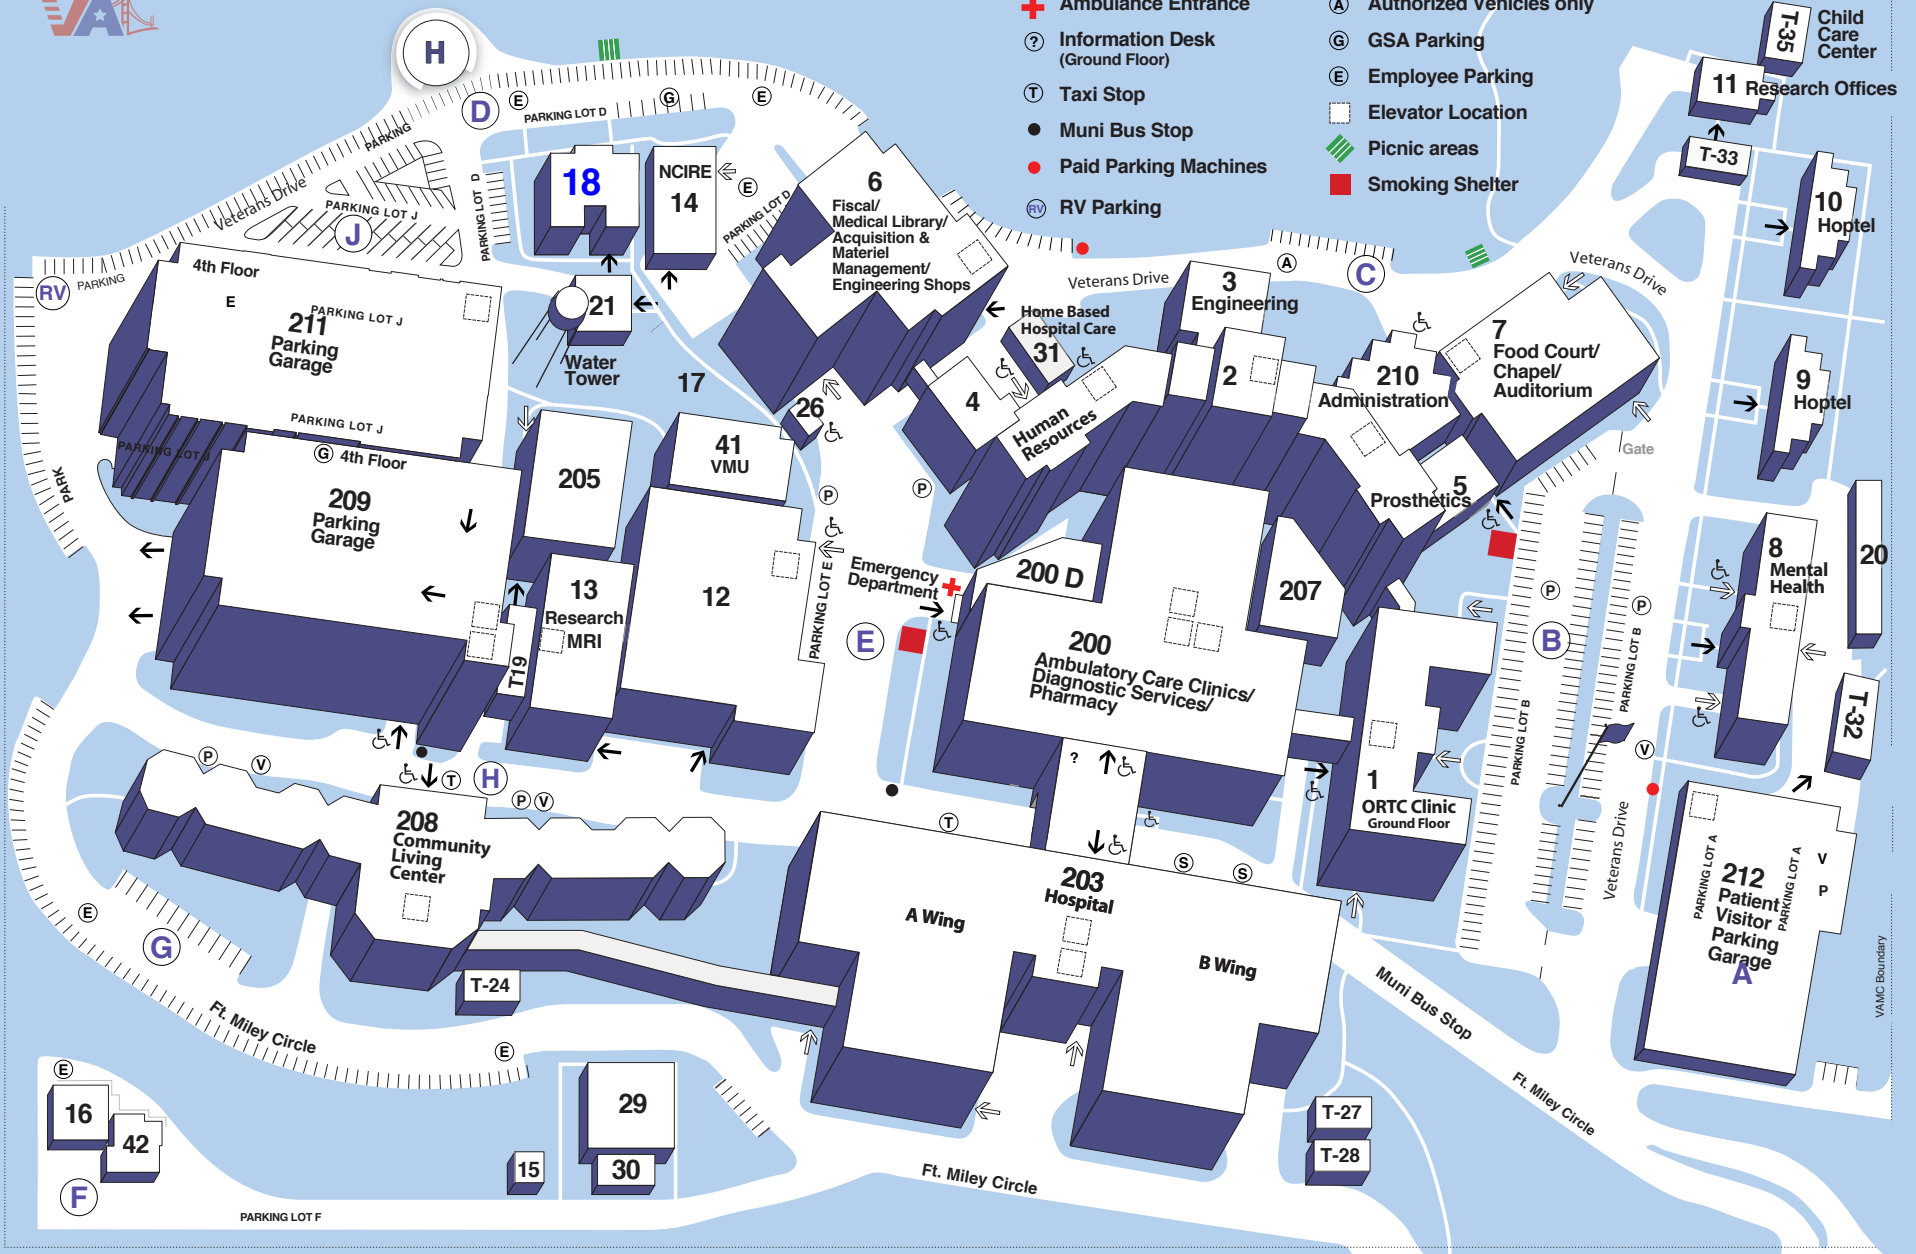 VA
H
Ambulance Entrance
? Information Desk
(Ground Floor)
T Taxi Stop
Muni Bus Stop
Paid Parking Machines
RV RV Parking
A Authorized Vehicles only
G GSA Parking
E Employee Parking
Elevator Location
Picnic areas
Smoking Shelter
T-35
Child
Care
Center
11 Research Offices
T-33
10
Hoptel
9
Hoptel
20
8
Mental
Health
T-32
D
E
PARKING LOT D
G
E
PARKING
Veterans Drive
PARKING LOT J
J
PARKING LOT D
18
NCIRE
14
E
PARKING LOT D
6
Fiscal/
Medical Library/
Acquisition &
Materiel
Management/
Engineering Shops
RV
PARKING
4th Floor
E
PARKING LOT J
211
Parking
Garage
PARKING LOT J
PARKING LOT J
21
Water
Tower
17
26
Veterans Drive
A
C
3
Engineering
Home Based
Hospital Care
31
2
4
Human
Resources
210
Administration
7
Food Court/
Chapel/
Auditorium
Veterans Drive
Gate
5
Prosthetics
PARK
G 4th Floor
209
Parking
Garage
205
41
VMU
P
P
13
Research
MRI
T19
12
PARKING LOT E
E
Emergency
Department
200 D
200
Ambulatory Care Clinics/
Diagnostic Services/
Pharmacy
207
?
1
ORTC Clinic
Ground Floor
P
B
P
PARKING LOT B
PARKING LOT B
V
Veterans Drive
P
V
T
H
P V
208
Community
Living
Center
T
S
S
203
Hospital
A Wing
B Wing
PARKING LOT A
PARKING LOT A
V
P
212
Patient
Visitor
Parking
Garage
A
VAMC Boundary
E
G
T-24
Ft. Miley Circle
E
Muni Bus Stop
Ft. Miley Circle
E
16
42
F
PARKING LOT F
15
29
30
Ft. Miley Circle
T-27
T-28